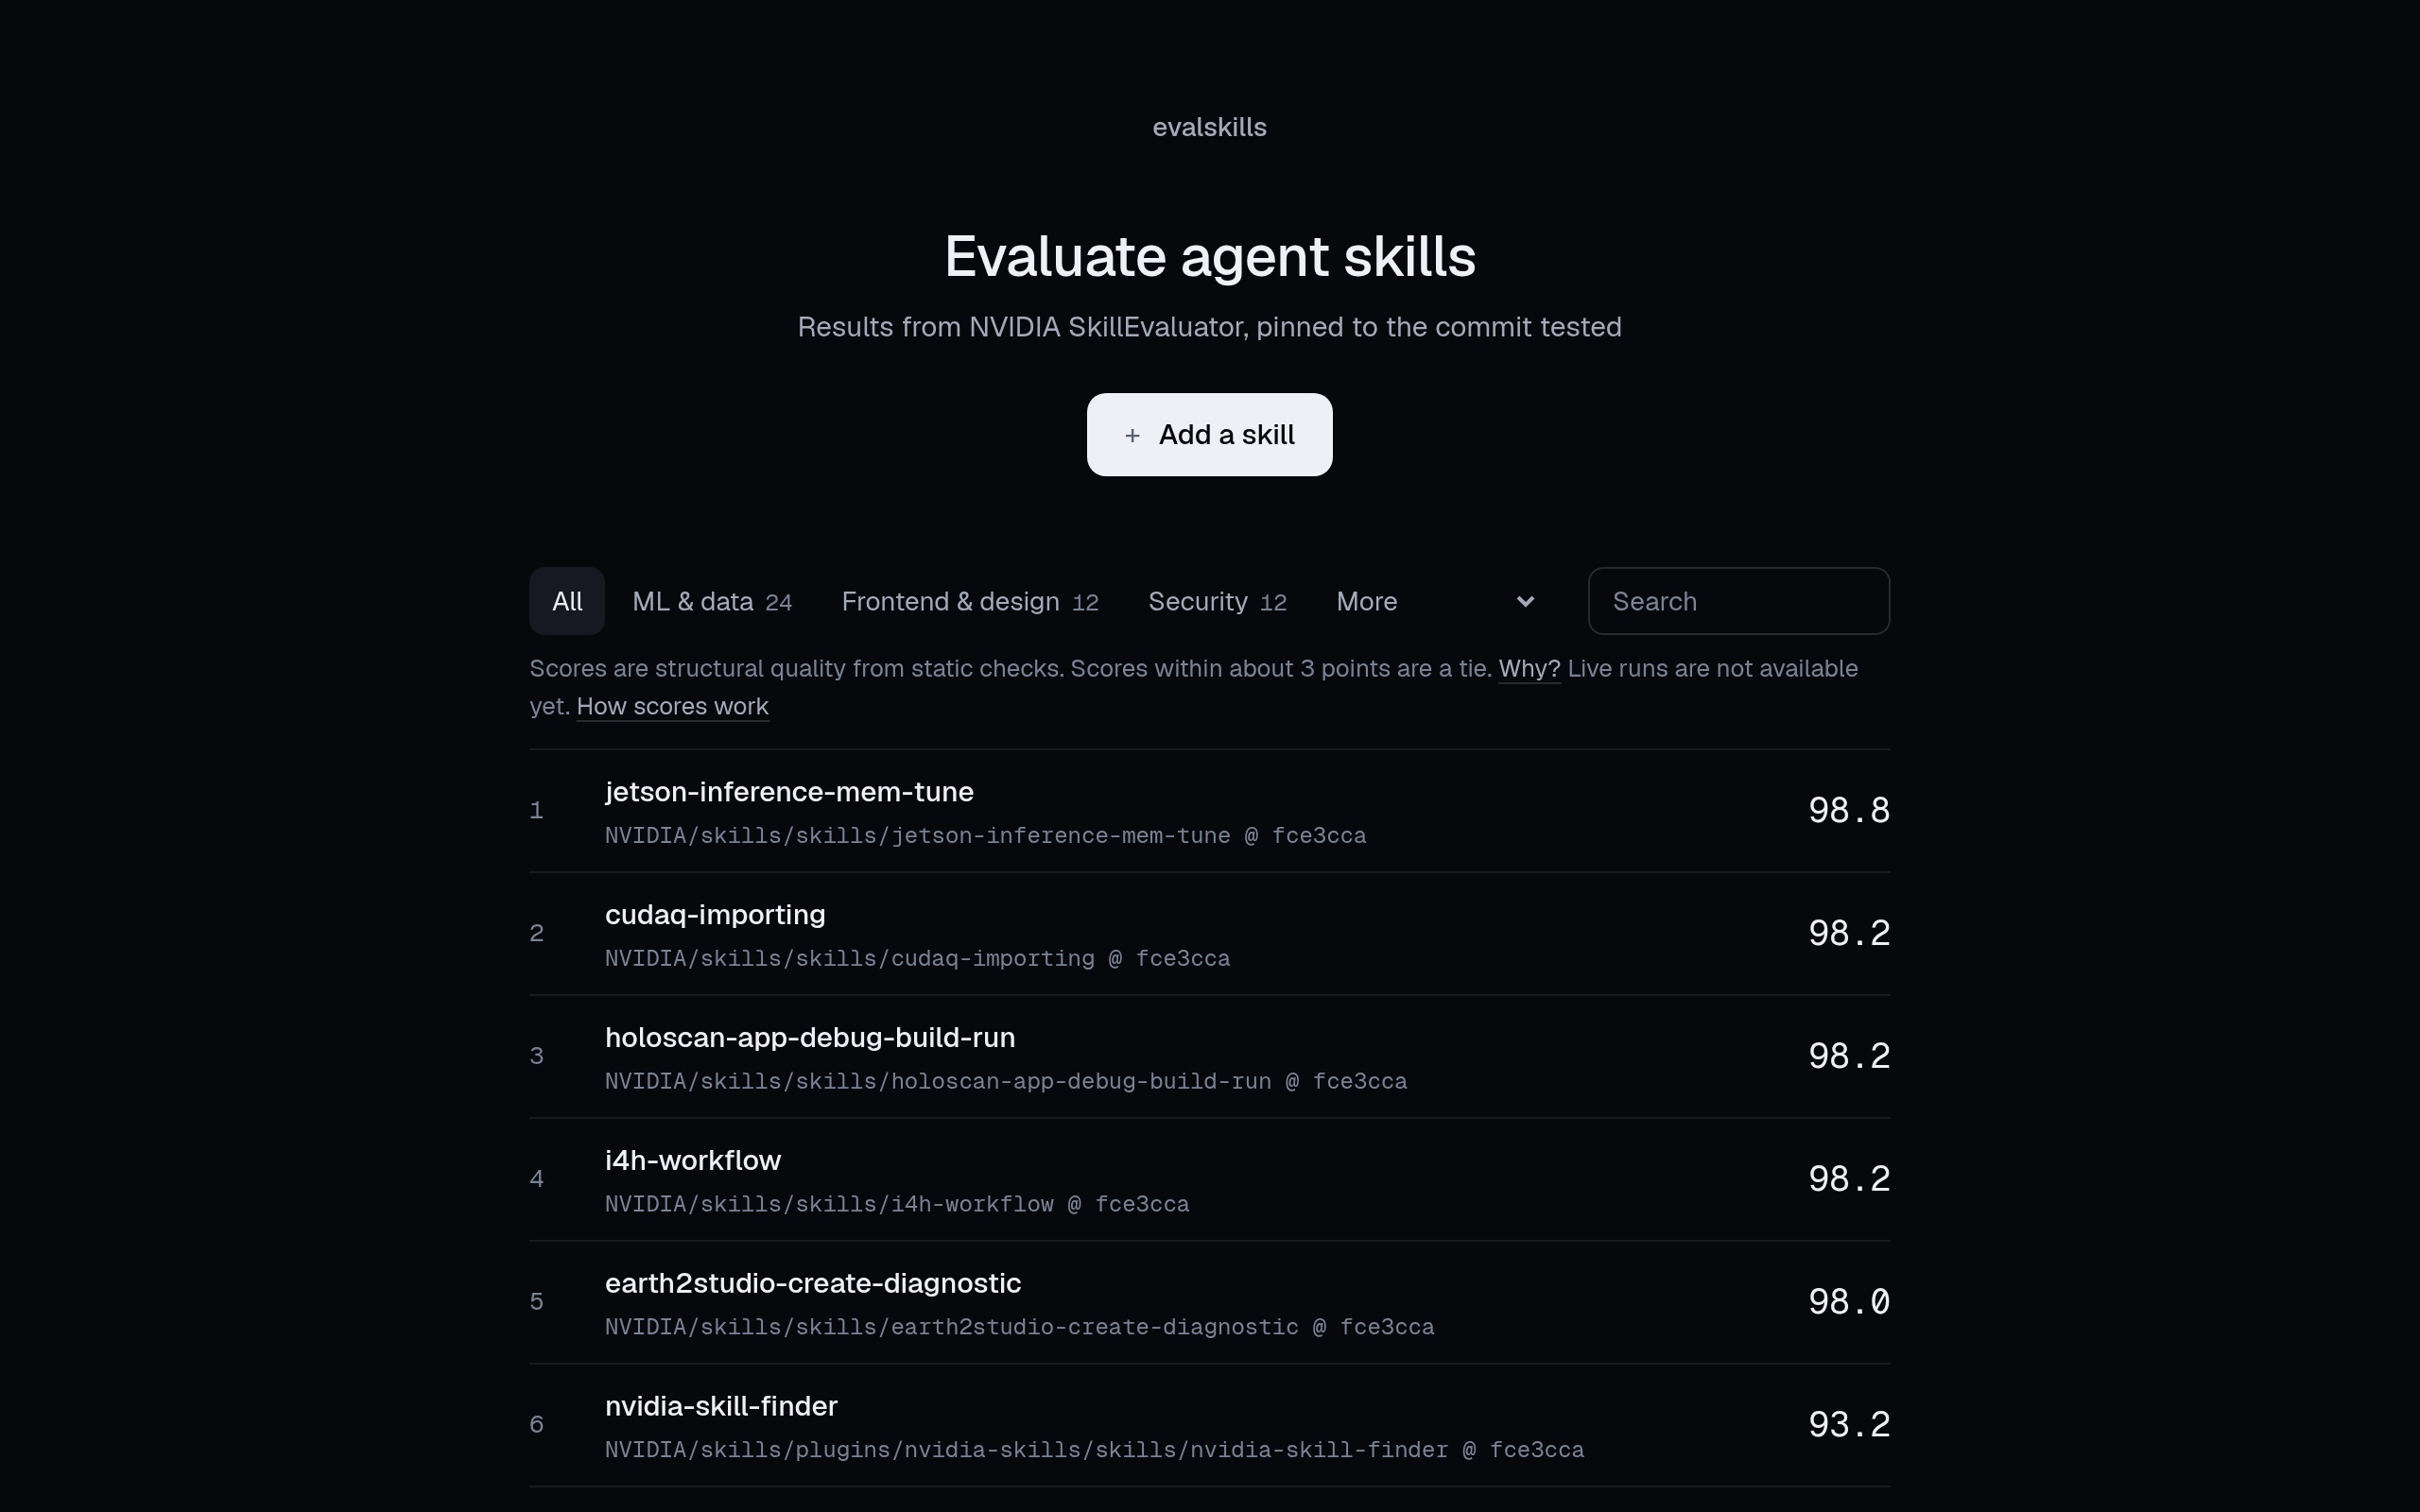 evalskills
Evaluate agent skills
Results from NVIDIA SkillEvaluator, pinned to the commit tested
+ Add a skill
All ML & data 24 Frontend & design 12 Security 12 More Search
Scores are structural quality from static checks. Scores within about 3 points are a tie. Why? Live runs are not available
yet. How scores work
1 jetson-inference-mem-tune 98.8
NVIDIA/skills/skills/jetson-inference-mem-tune @ fce3cca
2 cudaq-importing 98.2
NVIDIA/skills/skills/cudaq-importing @ fce3cca
3 holoscan-app-debug-build-run 98.2
NVIDIA/skills/skills/holoscan-app-debug-build-run @ fce3cca
4 i4h-workflow 98.2
NVIDIA/skills/skills/i4h-workflow @ fce3cca
5 earth2studio-create-diagnostic 98.0
NVIDIA/skills/skills/earth2studio-create-diagnostic @ fce3cca
6 nvidia-skill-finder 93.2
NVIDIA/skills/plugins/nvidia-skills/skills/nvidia-skill-finder @ fce3cca